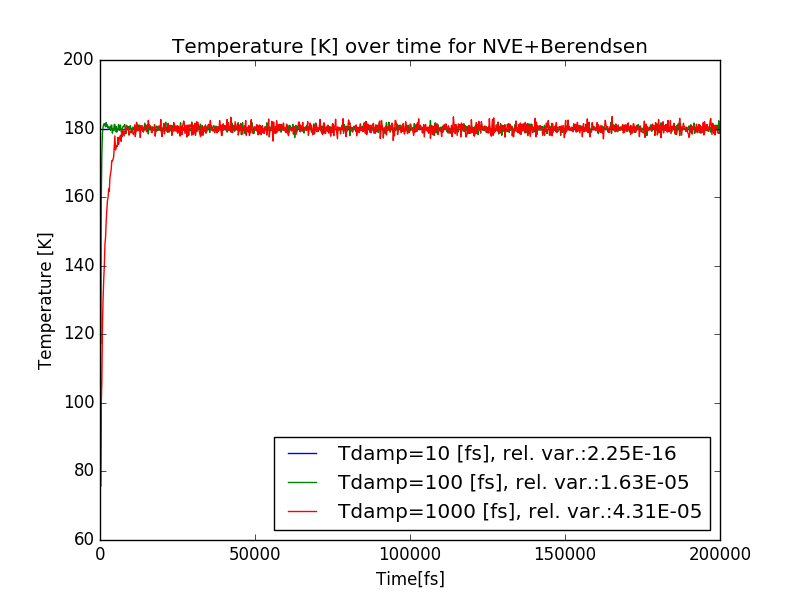 Temperature [K] over time for NVE+Berendsen
200
180
160
140
120
100
80
60
Temperature [K]
Tdamp=10 [fs], rel. var.:2.25E-16
Tdamp=100 [fs], rel. var.:1.63E-05
Tdamp=1000 [fs], rel. var.:4.31E-05
0 50000 100000 150000 200000
Time[fs]